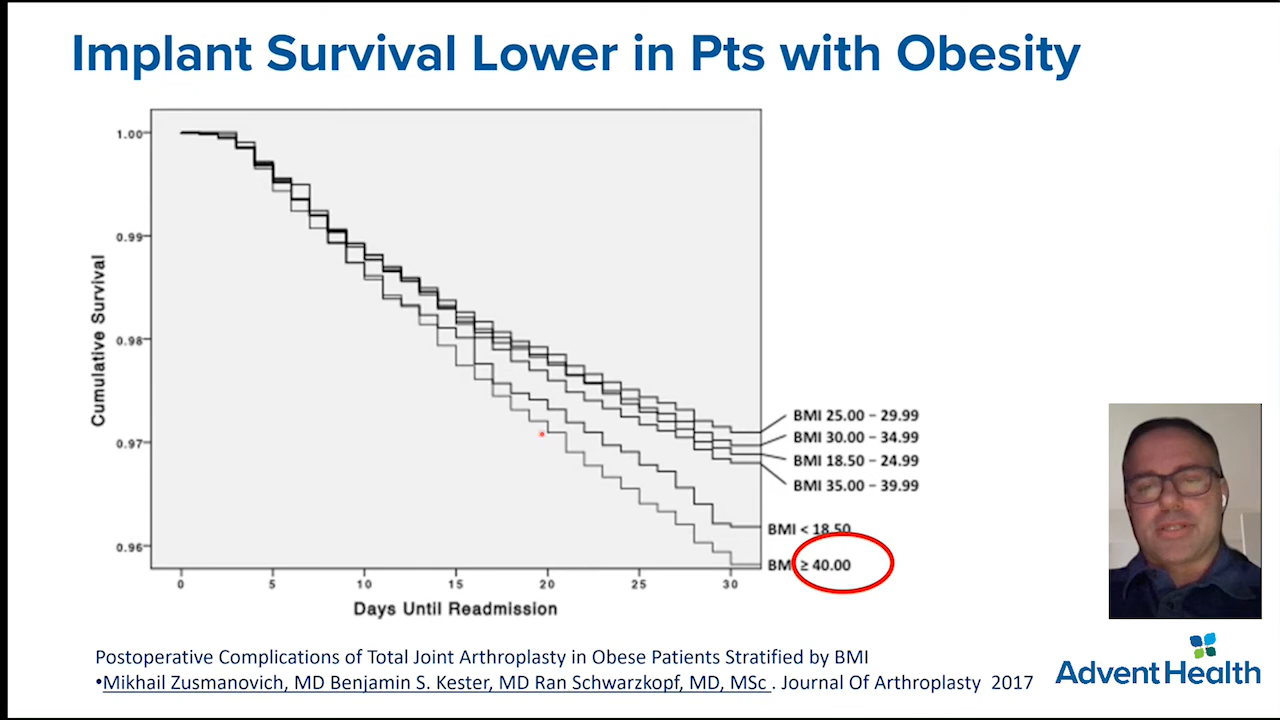 Implant Survival Lower in Pts with Obesity
1.00
0.99
0.98
0.97
0.96
Cumulative Survival
BMI 25.00 – 29.99
BMI 30.00 – 34.99
BMI 18.50 – 24.99
BMI 35.00 – 39.99
BMI < 18.50
BMI ≥ 40.00
0 5 10 15 20 25 30
Days Until Readmission
Postoperative Complications of Total Joint Arthroplasty in Obese Patients Stratified by BMI
•Mikhail Zusmanovich, MD Benjamin S. Kester, MD Ran Schwarzkopf, MD, MSc . Journal Of Arthroplasty 2017
AdventHealth